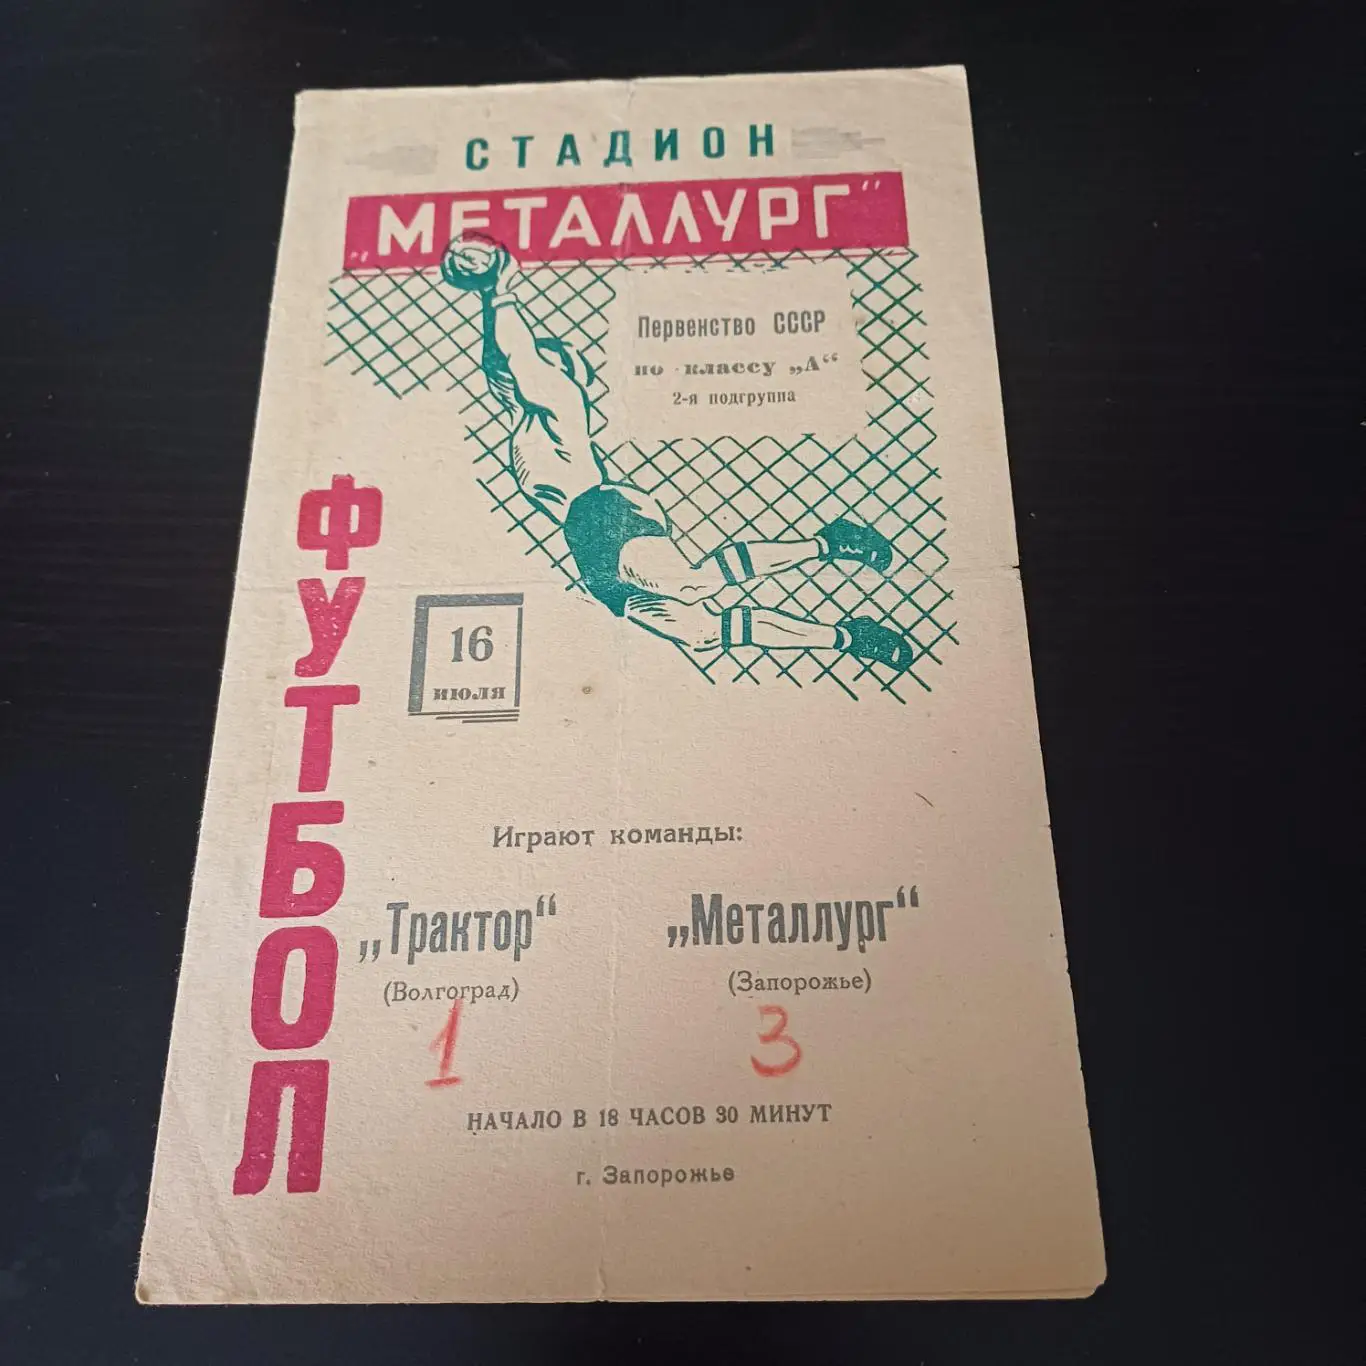 СТАДИОН
„МЕТАЛЛУРГ“
Первенство СССР
по классу „А“
2-я подгруппа
ФУТБОЛ
16
июля
Играют команды:
„Трактор“ „Металлург“
(Волгоград) (Запорожье)
1 3
НАЧАЛО В 18 ЧАСОВ 30 МИНУТ
г. Запорожье